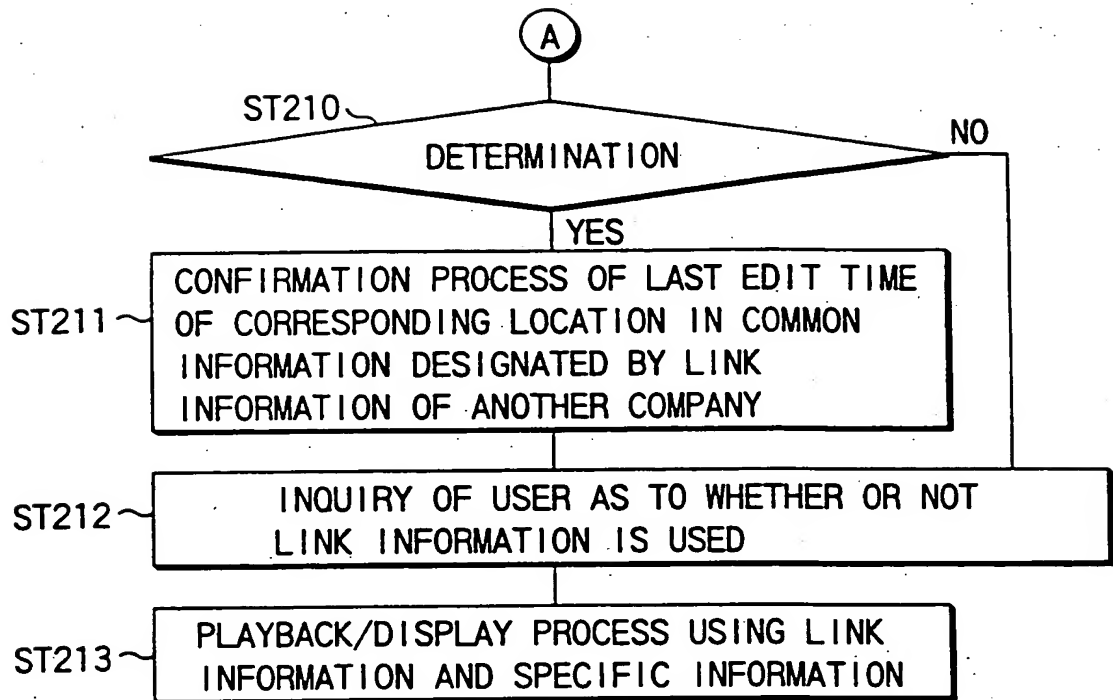 A
ST210
DETERMINATION
NO
YES
ST211
CONFIRMATION PROCESS OF LAST EDIT TIME
OF CORRESPONDING LOCATION IN COMMON
INFORMATION DESIGNATED BY LINK
INFORMATION OF ANOTHER COMPANY
ST212
INQUIRY OF USER AS TO WHETHER OR NOT
LINK INFORMATION IS USED
ST213
PLAYBACK/DISPLAY PROCESS USING LINK
INFORMATION AND SPECIFIC INFORMATION